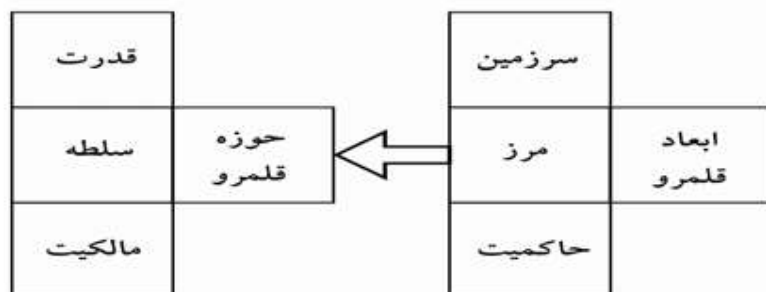 ابعاد
قلمرو
سرزمین
مرز
حاکمیت
حوزه
قلمرو
قدرت
سلطه
مالکیت